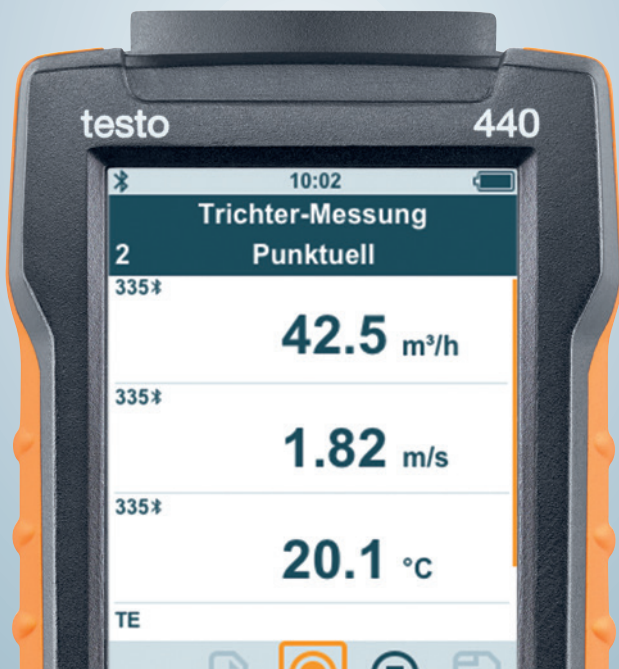 testo 440
10:02
Trichter-Messung
2 Punktuell
335
42.5 m³/h
335
1.82 m/s
335
20.1 °C
TE